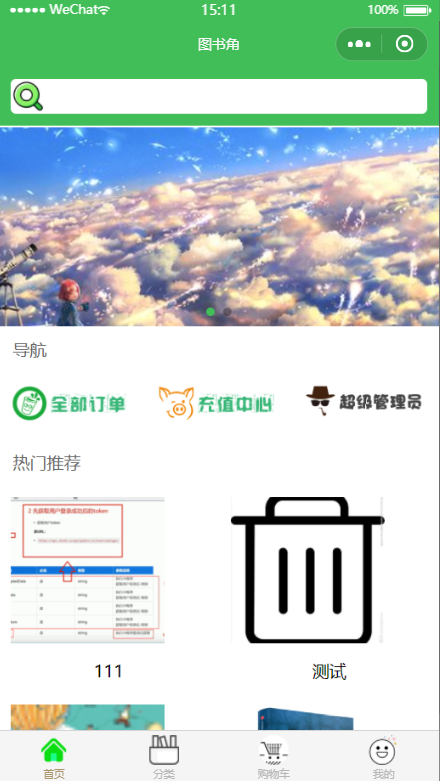 WeChat
15:11
100%
图书角
导航
全部订单
充值中心
超级管理员
热门推荐
111
测试
首页
分类
购物车
我的